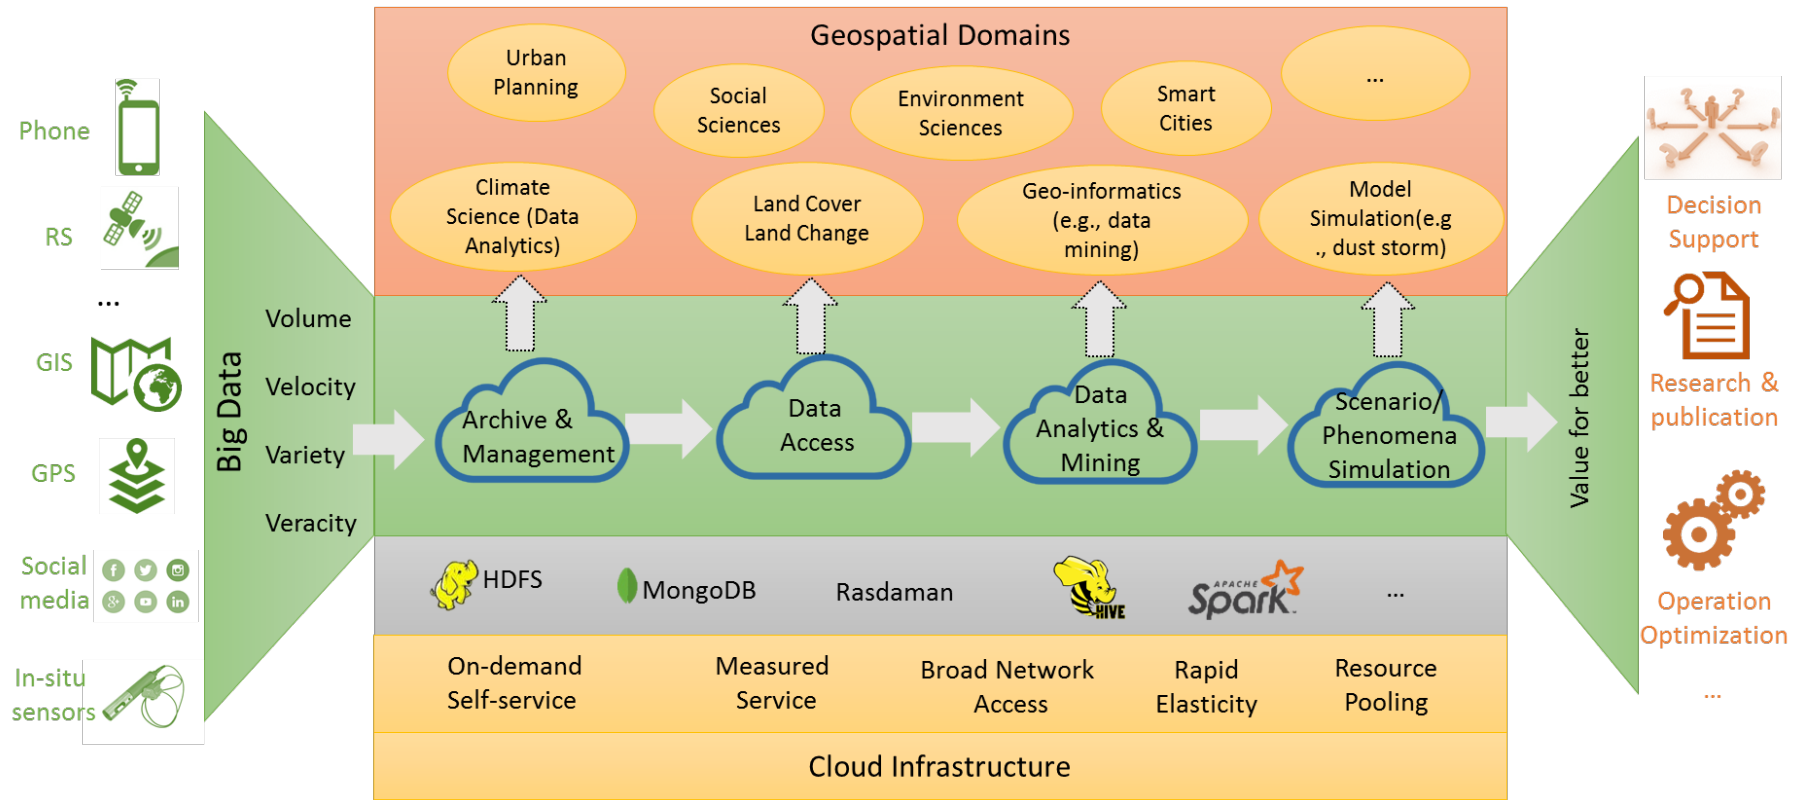 Geospatial Domains
Urban
Planning
Social
Sciences
Environment
Sciences
Smart
Cities
...
Climate
Science (Data
Analytics)
Land Cover
Land Change
Geo-informatics
(e.g., data
mining)
Model
Simulation(e.g
., dust storm)
Phone
RS
...
GIS
GPS
Social
media
In-situ
sensors
Big Data
Volume
Velocity
Variety
Veracity
Archive &
Management
Data
Access
Data
Analytics &
Mining
Scenario/
Phenomena
Simulation
Value for better
Decision
Support
Research &
publication
Operation
Optimization
...
HDFS
MongoDB
Rasdaman
HIVE
APACHE
Spark
...
On-demand
Self-service
Measured
Service
Broad Network
Access
Rapid
Elasticity
Resource
Pooling
Cloud Infrastructure